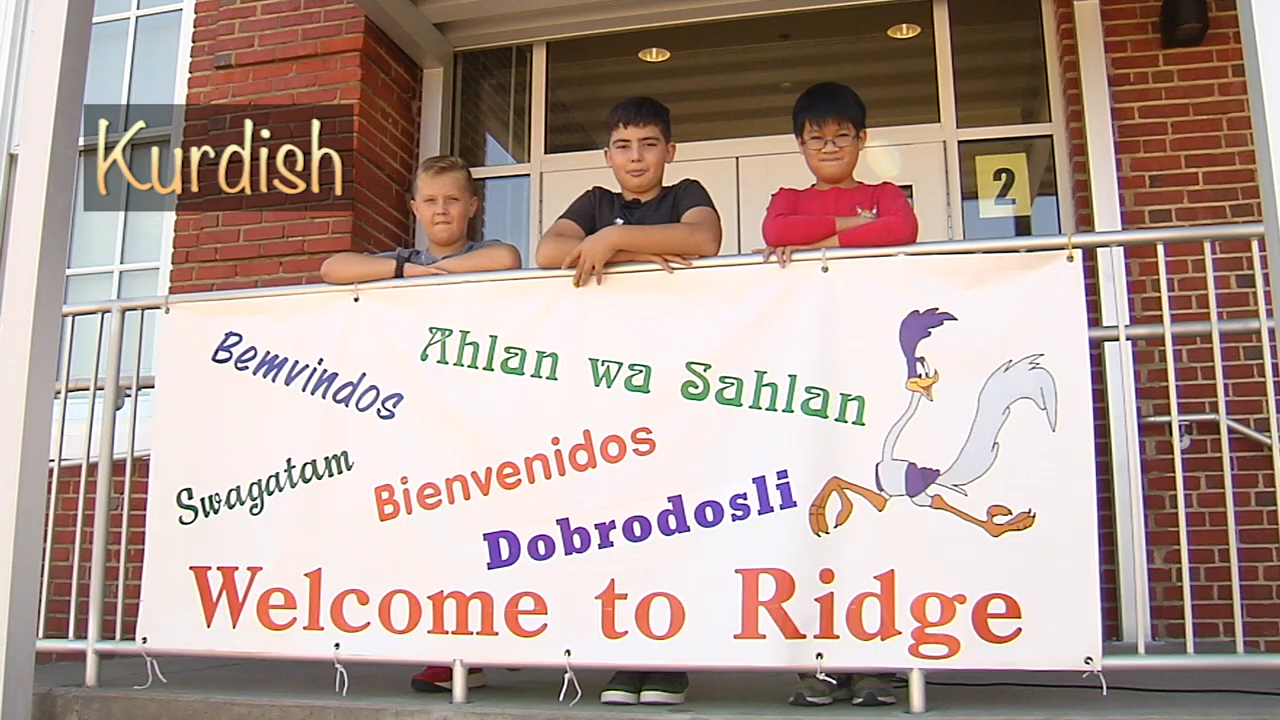 Kurdish
2
Bemvindos
Ahlan wa Sahlan
Swagatam
Bienvenidos
Dobrodosli
Welcome to Ridge